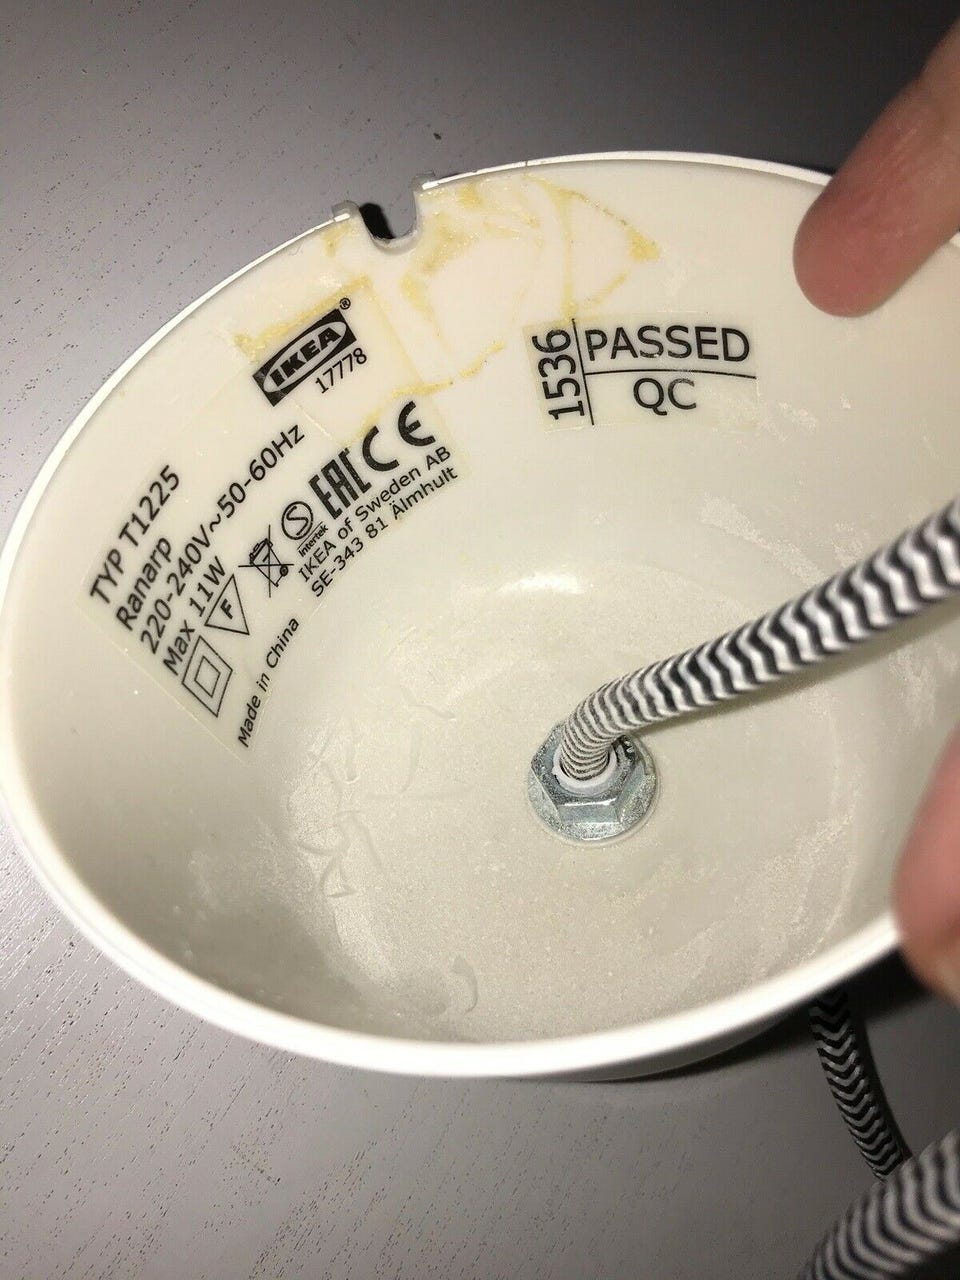 IKEA®
17778
TYP T1225
Ranarp
220-240V~50-60Hz
Max 11W
F
S
Intertek
EAC CE
IKEA of Sweden AB
SE-343 81 Älmhult
Made in China
1536
PASSED
QC